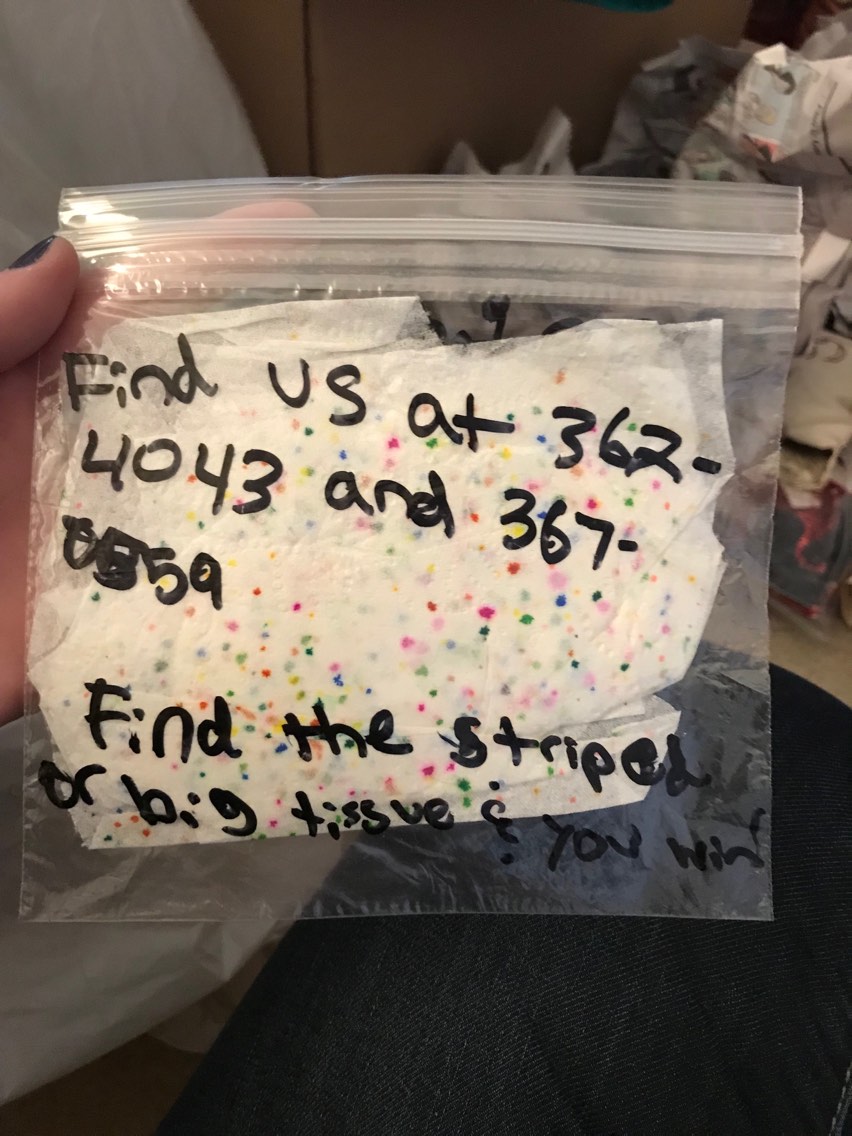 Find us at 362-
4043 and 367-
0559
Find the striped
or big tissue & you win